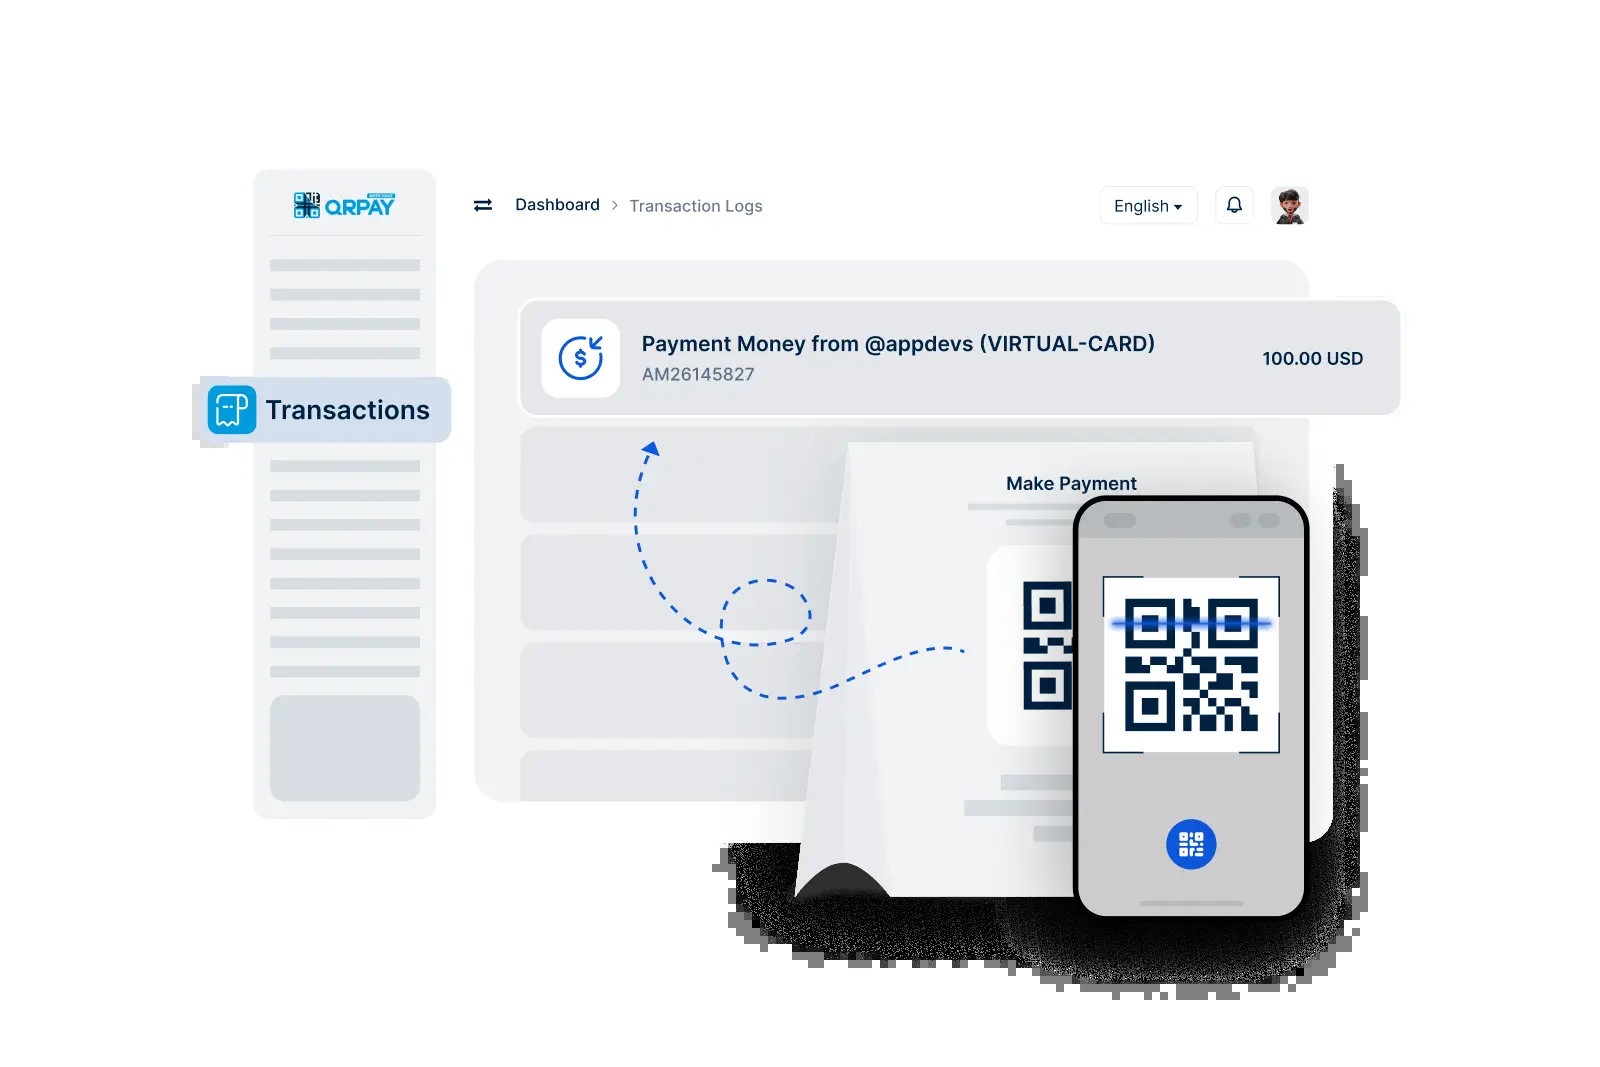 QRPAY
Dashboard > Transaction Logs
English
Payment Money from @appdevs (VIRTUAL-CARD)
AM26145827
100.00 USD
Transactions
Make Payment